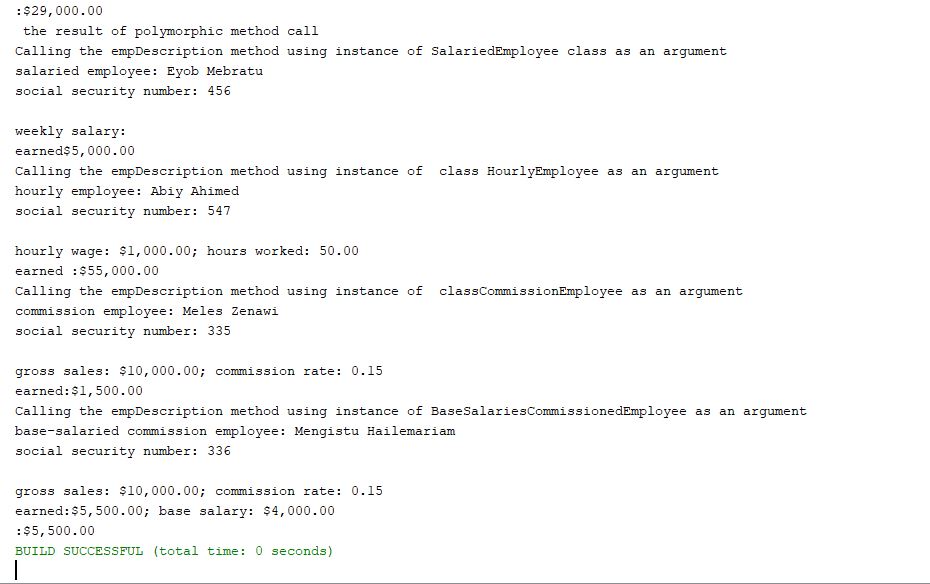 :$29,000.00
 the result of polymorphic method call
Calling the empDescription method using instance of SalariedEmployee class as an argument
salaried employee: Eyob Mebratu
social security number: 456

weekly salary:
earned$5,000.00
Calling the empDescription method using instance of  class HourlyEmployee as an argument
hourly employee: Abiy Ahimed
social security number: 547

hourly wage: $1,000.00; hours worked: 50.00
earned :$55,000.00
Calling the empDescription method using instance of  classCommissionEmployee as an argument
commission employee: Meles Zenawi
social security number: 335

gross sales: $10,000.00; commission rate: 0.15
earned:$1,500.00
Calling the empDescription method using instance of BaseSalariesCommissionedEmployee as an argument
base-salaried commission employee: Mengistu Hailemariam
social security number: 336

gross sales: $10,000.00; commission rate: 0.15
earned:$5,500.00; base salary: $4,000.00
:$5,500.00
BUILD SUCCESSFUL (total time: 0 seconds)